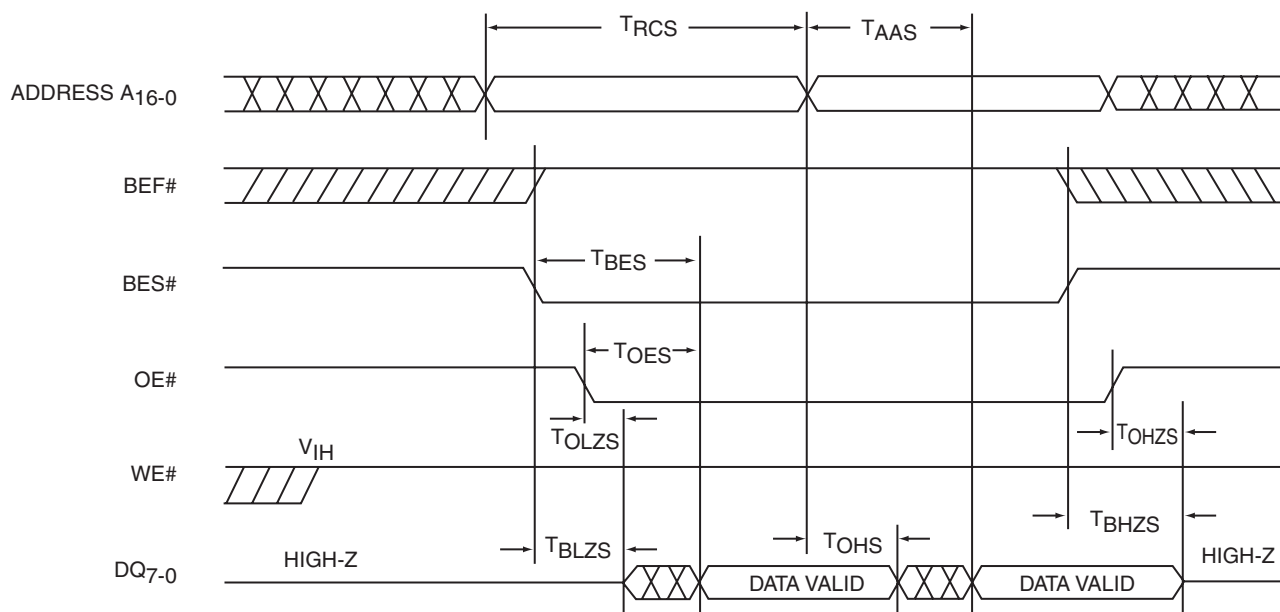 TRCS TAAS
ADDRESS A16-0
BEF#
TBES
BES#
TOES
OE#
TOLZS TOHZS
VIH
WE#
TBLZS TOHS TBHZS
HIGH-Z HIGH-Z
DQ7-0 DATA VALID DATA VALID